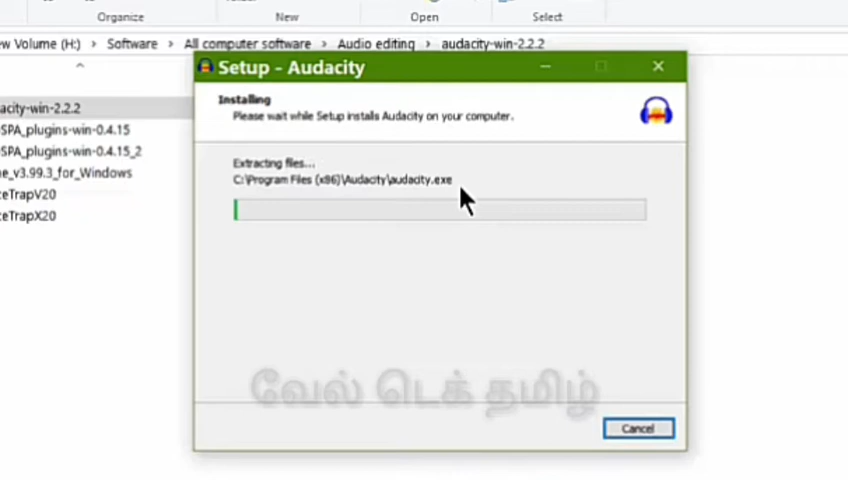 Organize New Open Select
Volume (H:) › Software › All computer software › Audio editing › audacity-win-2.2.2
Setup - Audacity
Installing
Please wait while Setup installs Audacity on your computer.
acity-win-2.2.2
SPA_plugins-win-0.4.15
SPA_plugins-win-0.4.15_2
e_v3.99.3_for_Windows
eTrapV20
eTrapX20
Extracting files...
C:\Program Files (x86)\Audacity\audacity.exe
வேல் டெக் தமிழ்
Cancel